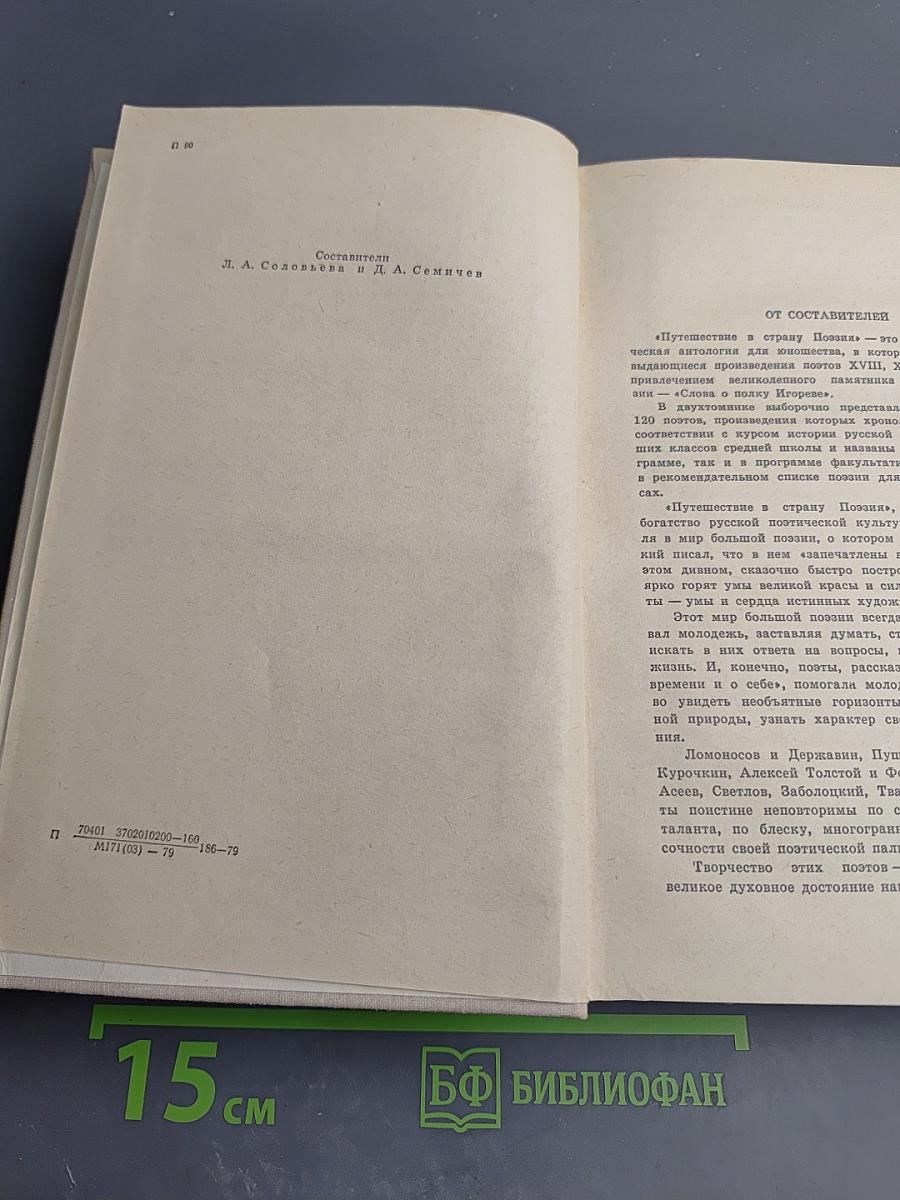 П 90
Составители
Л. А. Соловьева и Д. А. Семичев
П 70401 3702010200—160 186—79
М171(03) — 79
ОТ СОСТАВИТЕЛЕЙ
«Путешествие в страну Поэзия» — это
ческая антология для юношества, в котор
выдающиеся произведения поэтов XVIII, X
привлечением великолепного памятника
зии — «Слова о полку Игореве».
В двухтомнике выборочно представл
120 поэтов, произведения которых хроно
соответствии с курсом истории русской
ших классов средней школы и названы
грамме, так и в программе факультати
в рекомендательном списке поэзии для
сах.
«Путешествие в страну Поэзия»,
богатство русской поэтической культу
ля в мир большой поэзии, о котором
кий писал, что в нем «запечатлены в
этом дивном, сказочно быстро постро
ярко горят умы великой красы и сил
ты — умы и сердца истинных худож
Этот мир большой поэзии всегда
вал молодежь, заставляя думать, ст
искать в них ответа на вопросы,
жизнь. И, конечно, поэты, расска
времени и о себе», помогали моло
во увидеть необъятные горизонты
ной природы, узнать характер св
ния.
Ломоносов и Державин, Пуш
Курочкин, Алексей Толстой и Ф
Асеев, Светлов, Заболоцкий, Тва
ты поистине неповторимы по с
таланта, по блеску, многогран
сочности своей поэтической пал
Творчество этих поэтов —
великое духовное достояние на
15 см
БФ БИБЛИОФАН